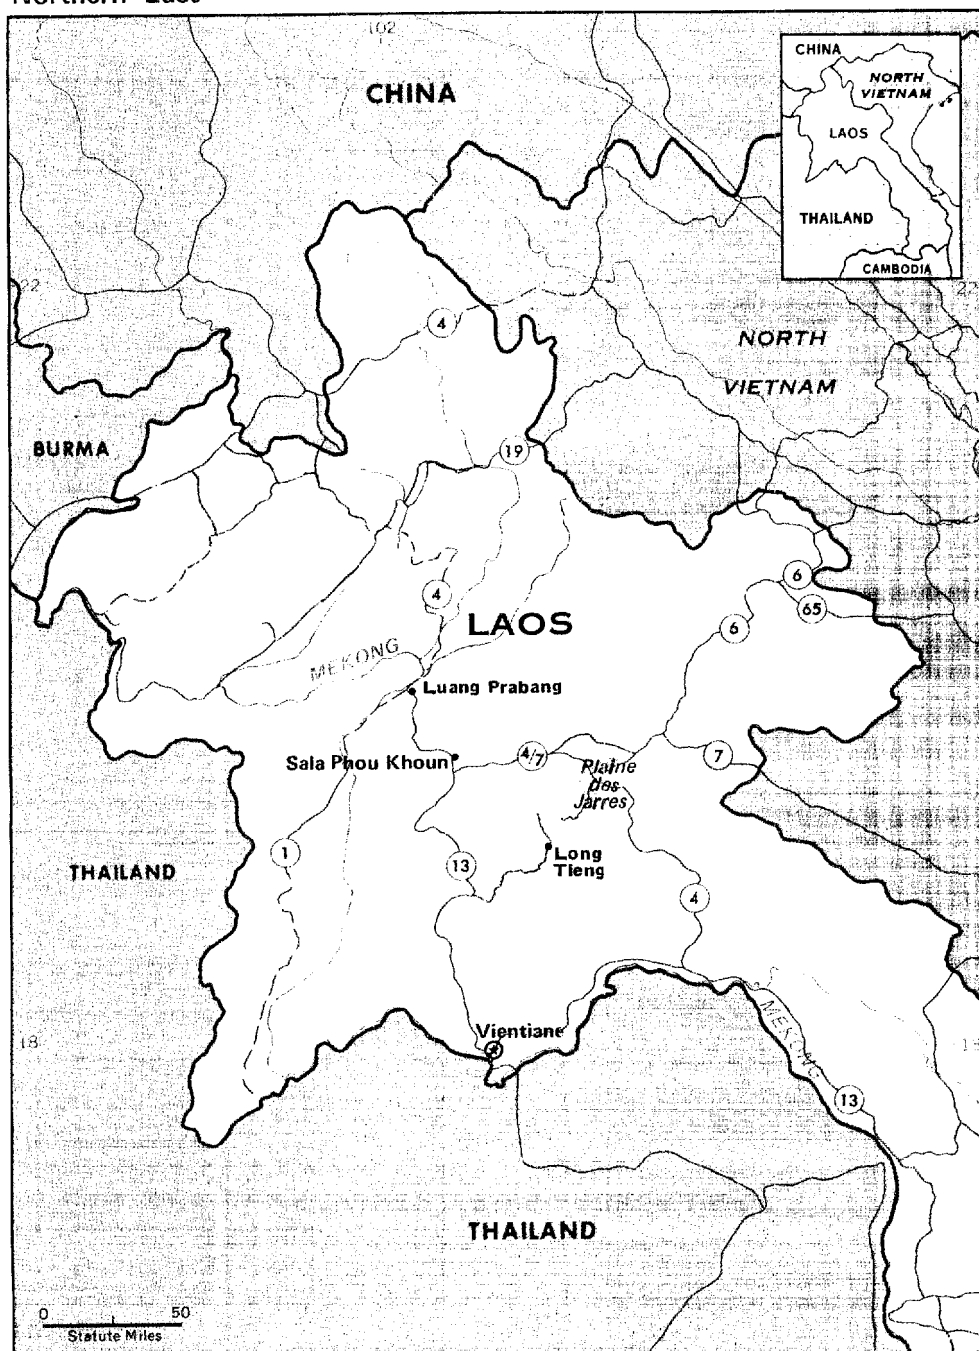 Northern
102
CHINA
CHINA
NORTH
VIETNAM
LAOS
THAILAND
CAMBODIA
22
4
NORTH
VIETNAM
BURMA
19
6
65
4
6
LAOS
MEKONG
Luang Prabang
Sala Phou Khoun
4/7
7
Plaine
des
Jarres
1
THAILAND
13
Long
Tieng
4
MEKONG
18
Vientiane
13
THAILAND
0 50
Statute Miles